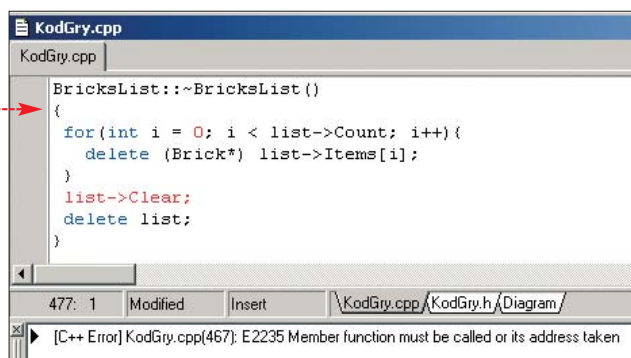 KodGry.cpp
KodGry.cpp
BricksList::~BricksList()
{
for(int i = 0; i < list->Count; i++){
delete (Brick*) list->Items[i];
}
list->Clear;
delete list;
}
477: 1 Modified Insert \KodGry.cpp/KodGry.h/Diagram/
[C++ Error] KodGry.cpp(467): E2235 Member function must be called or its address taken